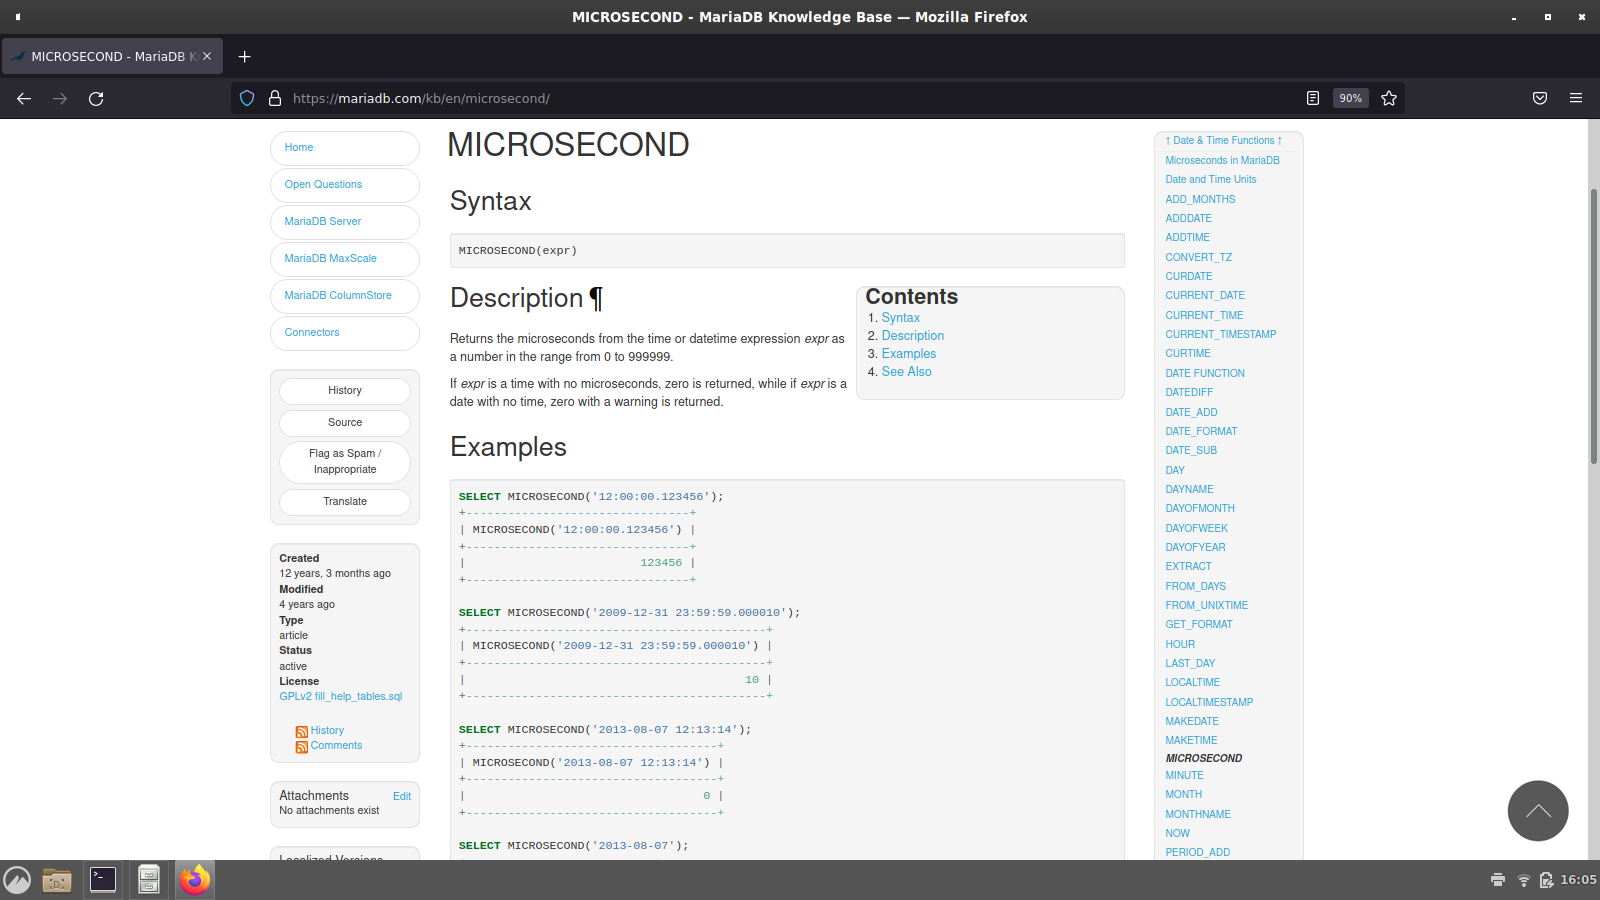 MICROSECOND - MariaDB Knowledge Base — Mozilla Firefox
MICROSECOND - MariaDB K
https://mariadb.com/kb/en/microsecond/
90%
Home
Open Questions
MariaDB Server
MariaDB MaxScale
MariaDB ColumnStore
Connectors
History
Source
Flag as Spam /
Inappropriate
Translate
Created
12 years, 3 months ago
Modified
4 years ago
Type
article
Status
active
License
GPLv2 fill_help_tables.sql
History
Comments
Attachments Edit
No attachments exist
Localized Versions
MICROSECOND
Syntax
MICROSECOND(expr)
Description ¶
Returns the microseconds from the time or datetime expression expr as
a number in the range from 0 to 999999.
If expr is a time with no microseconds, zero is returned, while if expr is a
date with no time, zero with a warning is returned.
Contents
1. Syntax
2. Description
3. Examples
4. See Also
Examples
SELECT MICROSECOND('12:00:00.123456');
+--------------------------------+
| MICROSECOND('12:00:00.123456') |
+--------------------------------+
|                         123456 |
+--------------------------------+
SELECT MICROSECOND('2009-12-31 23:59:59.000010');
+-------------------------------------------+
| MICROSECOND('2009-12-31 23:59:59.000010') |
+-------------------------------------------+
|                                        10 |
+-------------------------------------------+
SELECT MICROSECOND('2013-08-07 12:13:14');
+------------------------------------+
| MICROSECOND('2013-08-07 12:13:14') |
+------------------------------------+
|                                  0 |
+------------------------------------+
SELECT MICROSECOND('2013-08-07');
↑ Date & Time Functions ↑
Microseconds in MariaDB
Date and Time Units
ADD_MONTHS
ADDDATE
ADDTIME
CONVERT_TZ
CURDATE
CURRENT_DATE
CURRENT_TIME
CURRENT_TIMESTAMP
CURTIME
DATE FUNCTION
DATEDIFF
DATE_ADD
DATE_FORMAT
DATE_SUB
DAY
DAYNAME
DAYOFMONTH
DAYOFWEEK
DAYOFYEAR
EXTRACT
FROM_DAYS
FROM_UNIXTIME
GET_FORMAT
HOUR
LAST_DAY
LOCALTIME
LOCALTIMESTAMP
MAKEDATE
MAKETIME
MICROSECOND
MINUTE
MONTH
MONTHNAME
NOW
PERIOD_ADD
16:05